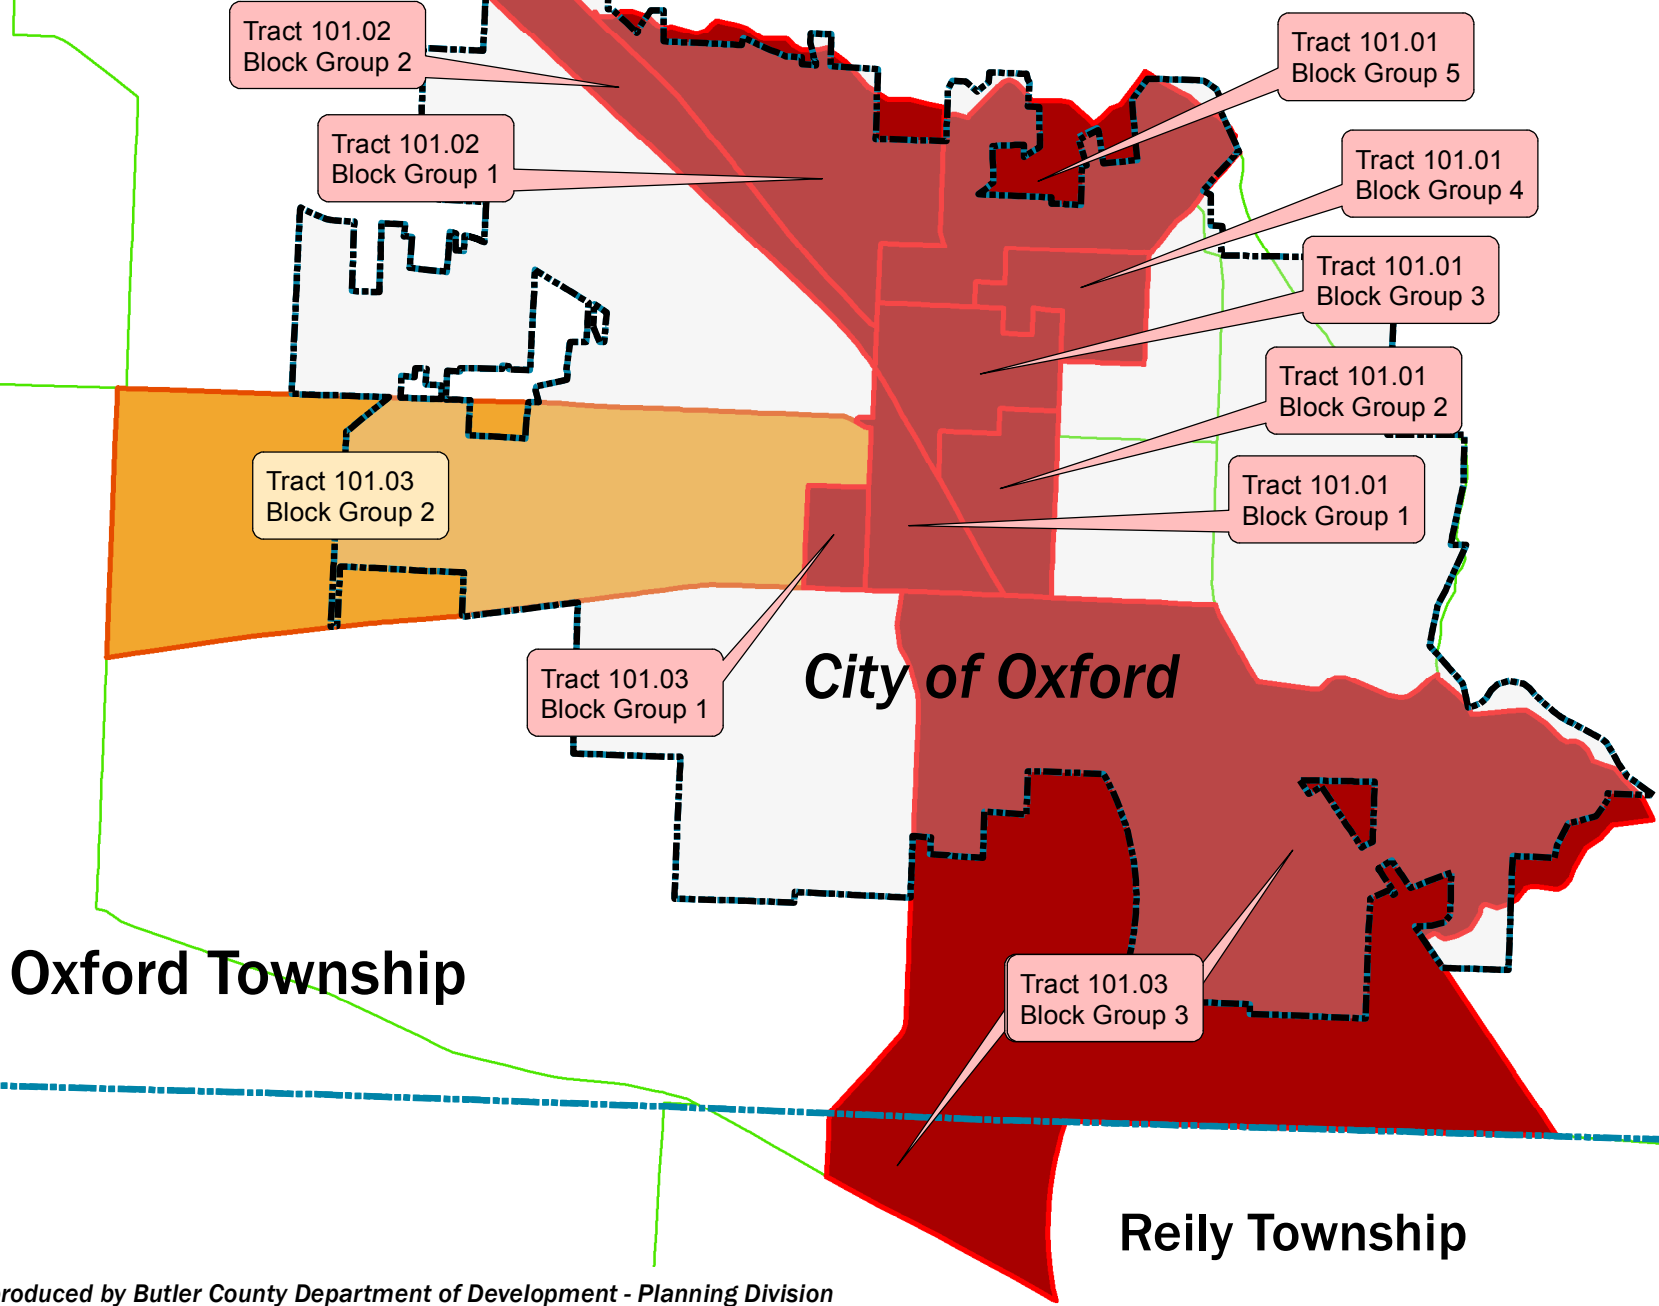 Tract 101.02
Block Group 2
Tract 101.01
Block Group 5
Tract 101.02
Block Group 1
Tract 101.01
Block Group 4
Tract 101.01
Block Group 3
Tract 101.01
Block Group 2
Tract 101.03
Block Group 2
Tract 101.01
Block Group 1
Tract 101.03
Block Group 1
City of Oxford
Oxford Township
Tract 101.03
Block Group 3
Reily Township
roduced by Butler County Department of Development - Planning Division